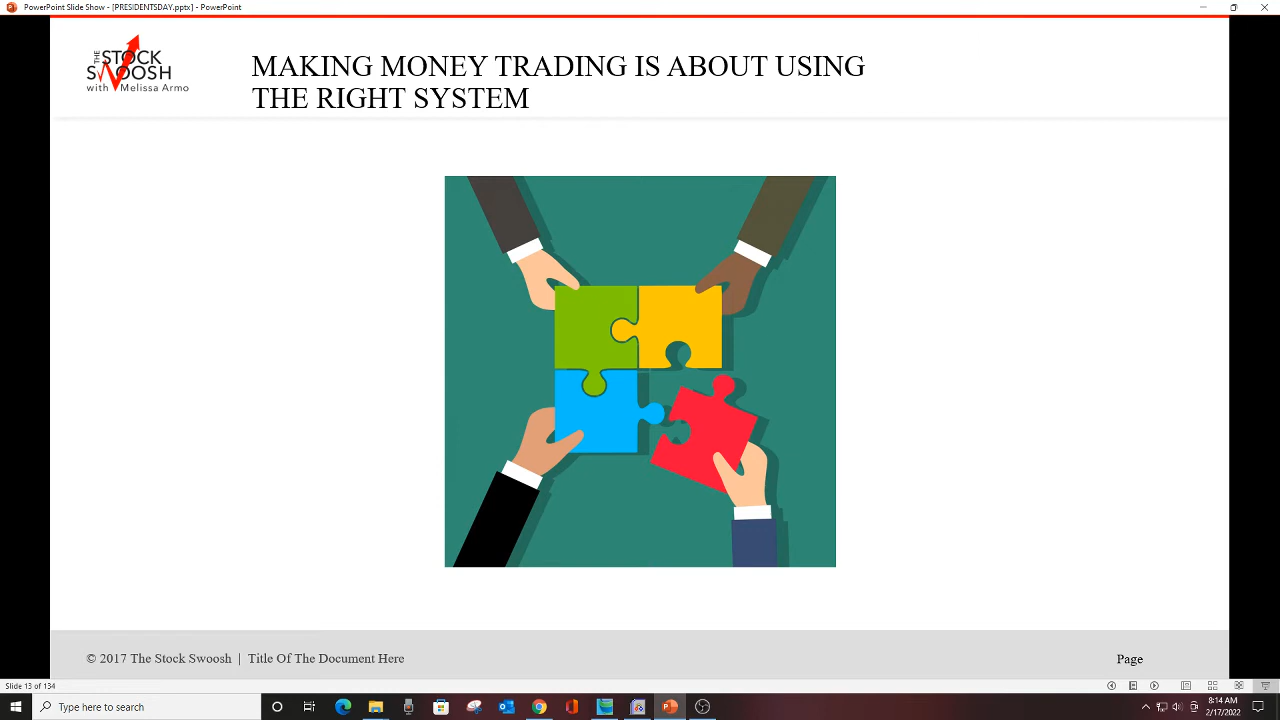 PowerPoint Slide Show - [PRESIDENTSDAY.pptx] - PowerPoint
THE STOCK
SWOOSH
with Melissa Armo
MAKING MONEY TRADING IS ABOUT USING
THE RIGHT SYSTEM
© 2017 The Stock Swoosh | Title Of The Document Here
Page
Slide 13 of 134
Type here to search
8:14 AM
2/17/2022